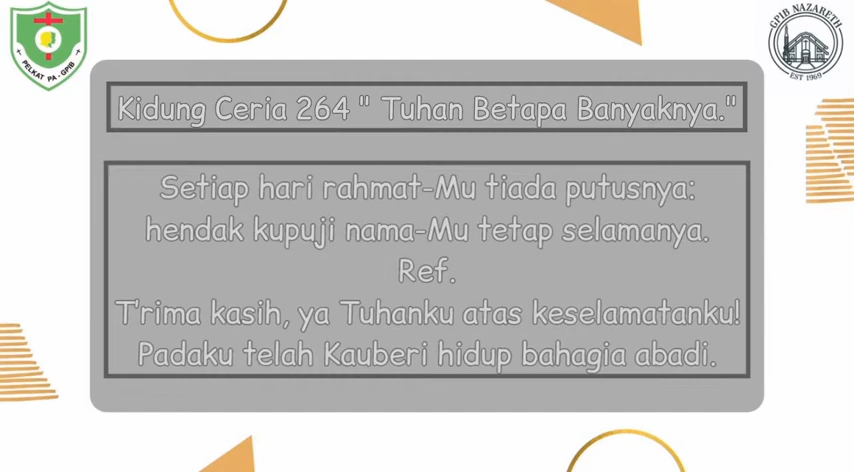 PELKAT PA - GPIB
GPIB NAZARETH
EST 1969
Kidung Ceria 264 " Tuhan Betapa Banyaknya."
Setiap hari rahmat-Mu tiada putusnya:
hendak kupuji nama-Mu tetap selamanya.
Ref.
T'rima kasih, ya Tuhanku atas keselamatanku!
Padaku telah Kauberi hidup bahagia abadi.